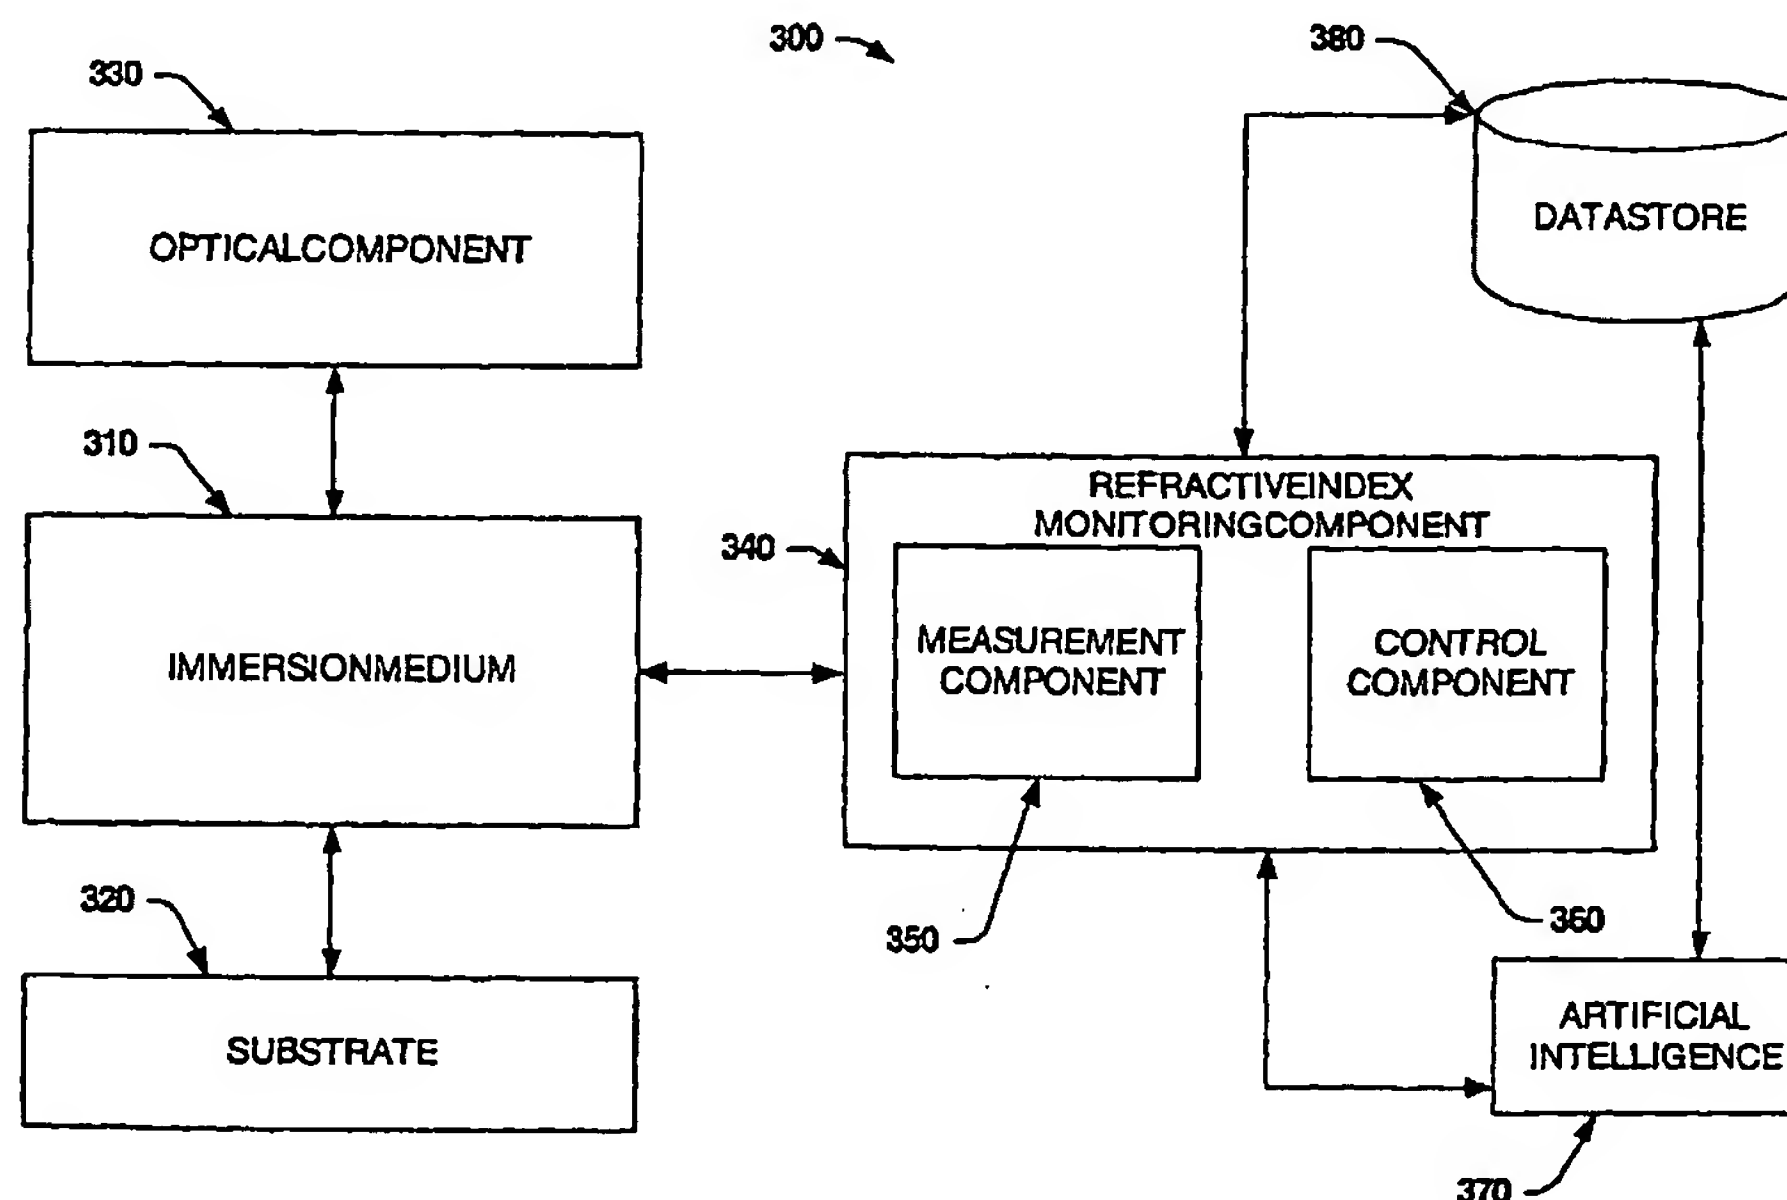 300
380
330
OPTICALCOMPONENT
DATASTORE
310
REFRACTIVEINDEX
MONITORINGCOMPONENT
340
IMMERSIONMEDIUM
MEASUREMENT
COMPONENT
CONTROL
COMPONENT
320
350
360
SUBSTRATE
ARTIFICIAL
INTELLIGENCE
370